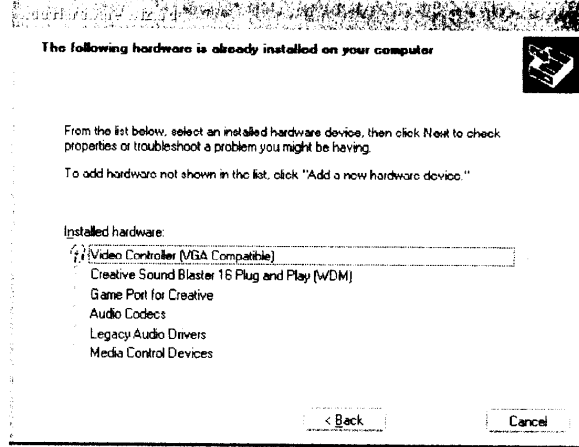 The following hardware is already installed on your computer
From the list below, select an installed hardware device, then click Next to check
properties or troubleshoot a problem you might be having.
To add hardware not shown in the list, click "Add a new hardware device."
Installed hardware:
Video Controller (VGA Compatible)
Creative Sound Blaster 16 Plug and Play (WDM)
Game Port for Creative
Audio Codecs
Legacy Audio Drivers
Media Control Devices
< Back
Cancel